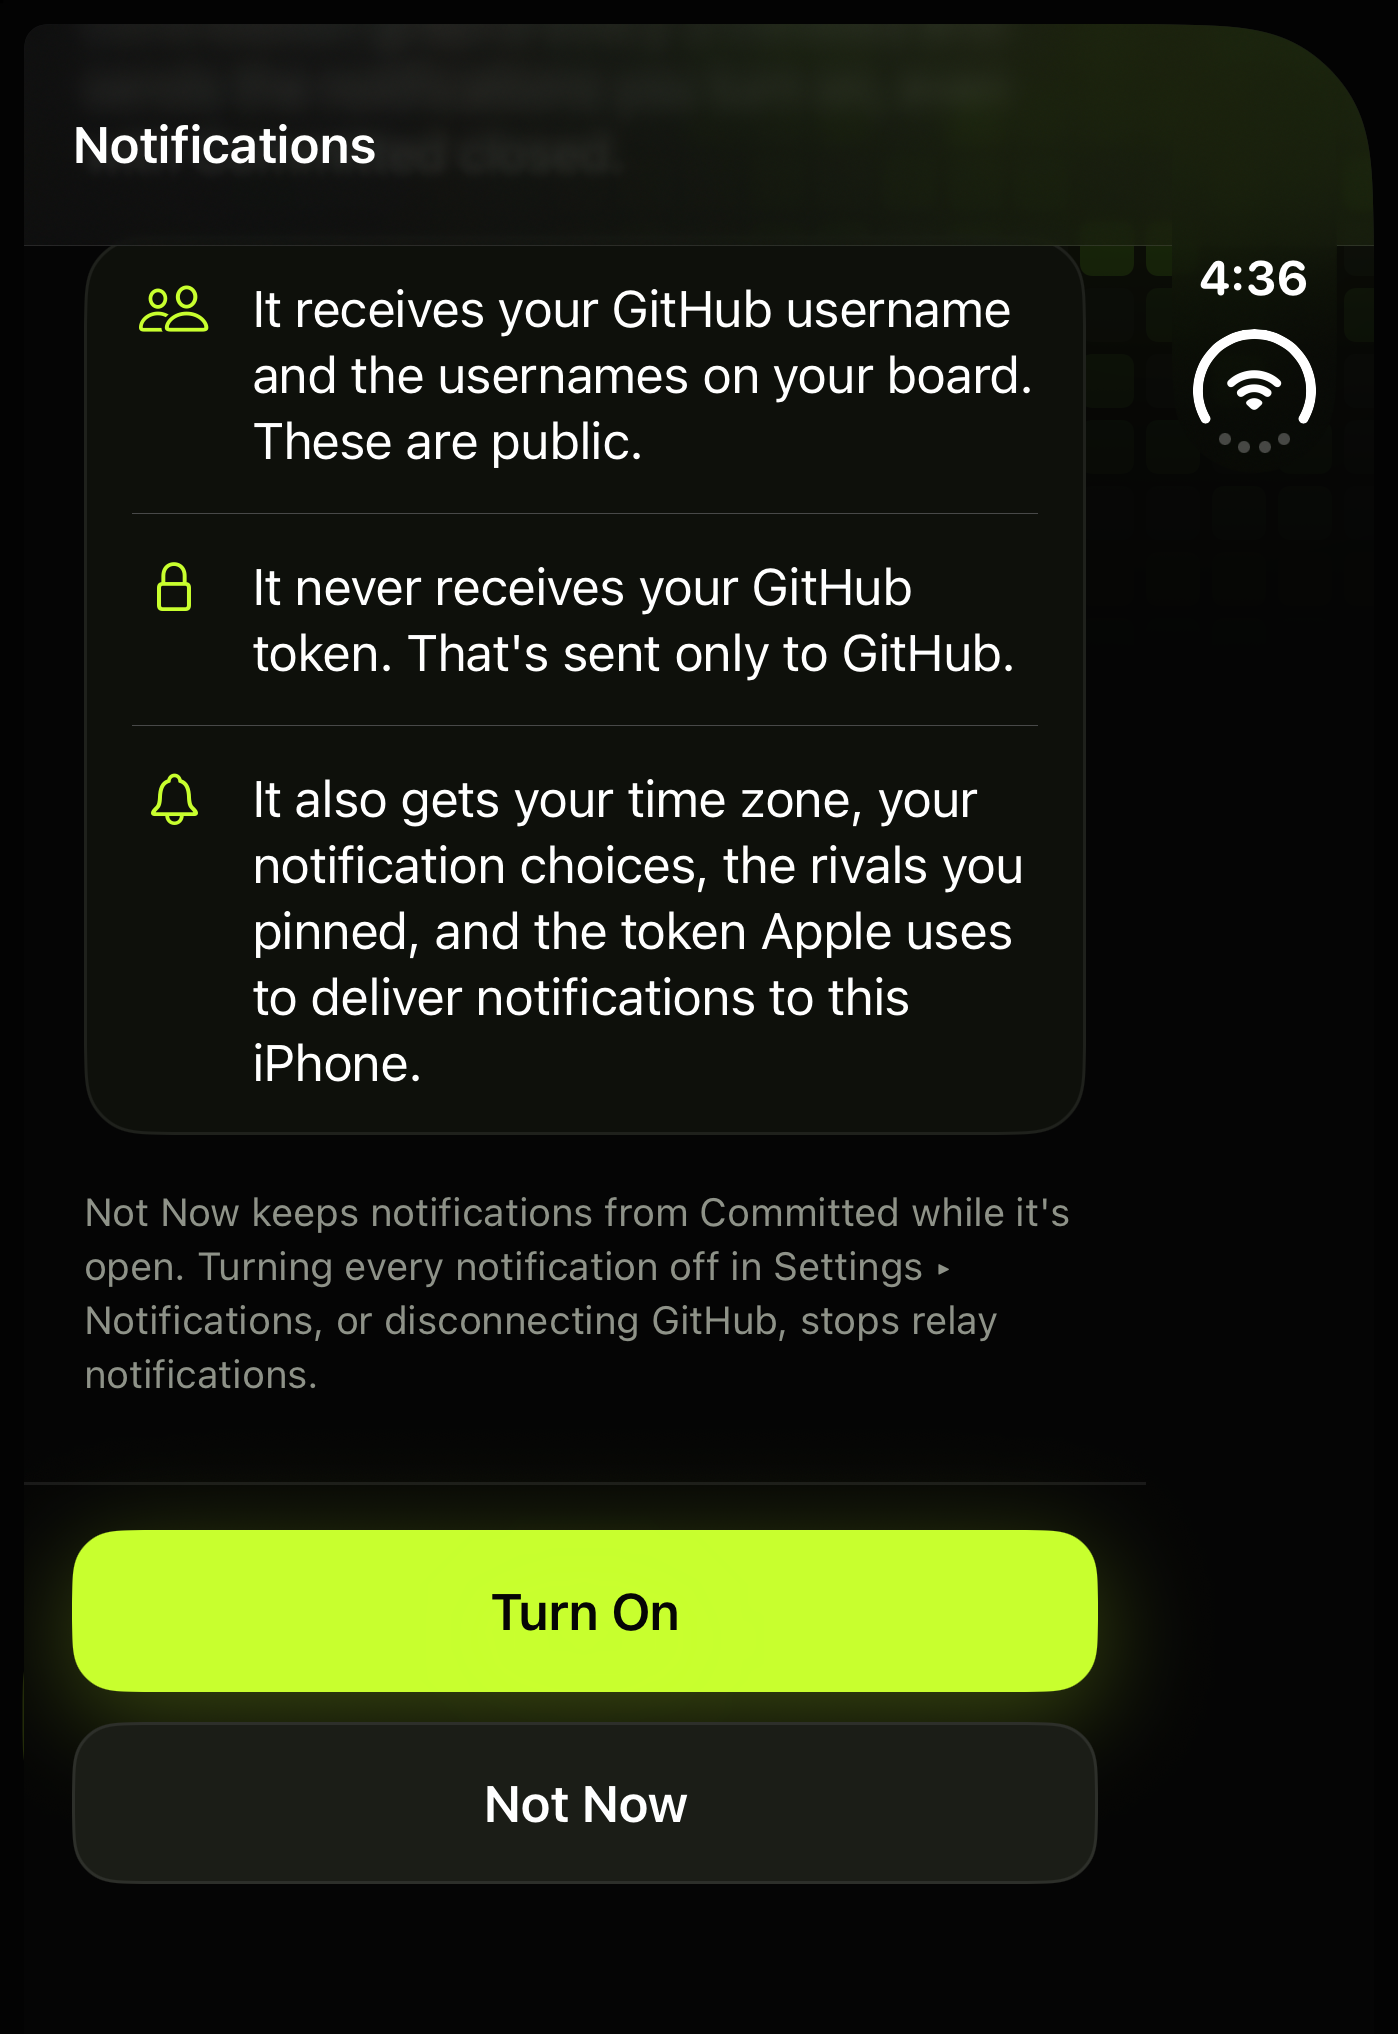 Notifications
4:36
It receives your GitHub username
and the usernames on your board.
These are public.
It never receives your GitHub
token. That's sent only to GitHub.
It also gets your time zone, your
notification choices, the rivals you
pinned, and the token Apple uses
to deliver notifications to this
iPhone.
Not Now keeps notifications from Committed while it's
open. Turning every notification off in Settings ▸
Notifications, or disconnecting GitHub, stops relay
notifications.
Turn On
Not Now